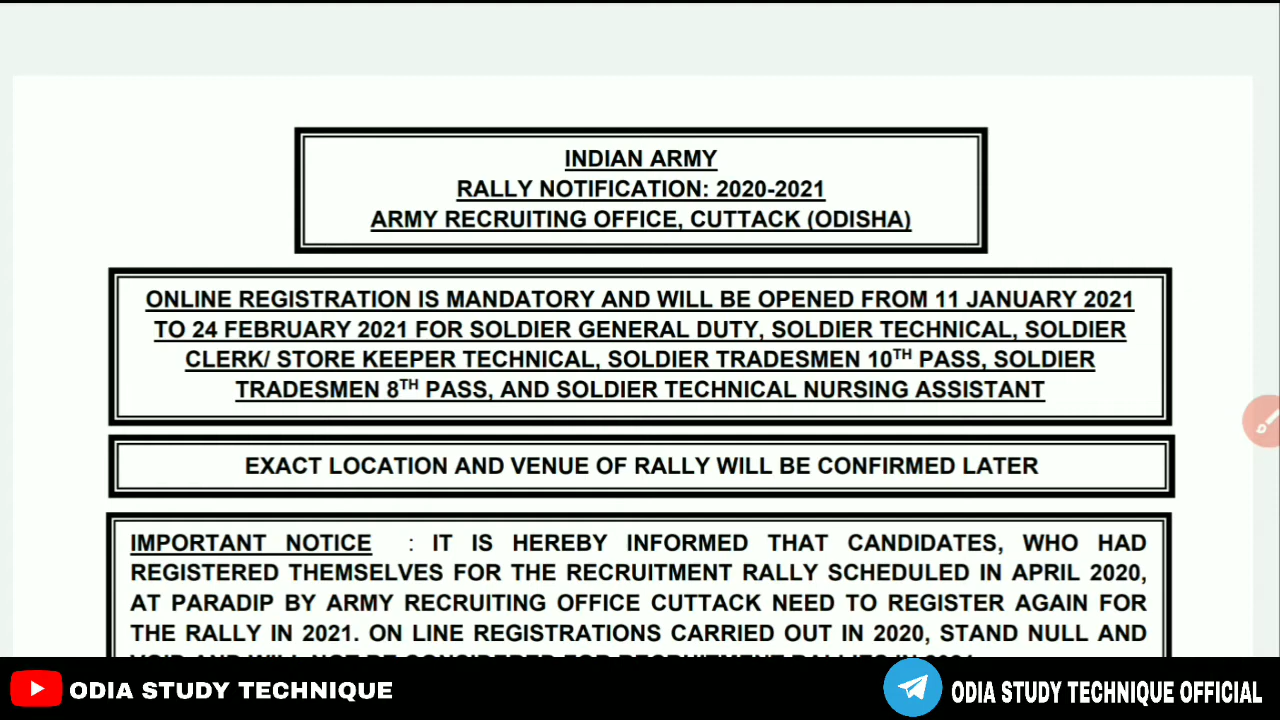 INDIAN ARMY
RALLY NOTIFICATION: 2020-2021
ARMY RECRUITING OFFICE, CUTTACK (ODISHA)
ONLINE REGISTRATION IS MANDATORY AND WILL BE OPENED FROM 11 JANUARY 2021
TO 24 FEBRUARY 2021 FOR SOLDIER GENERAL DUTY, SOLDIER TECHNICAL, SOLDIER
CLERK/ STORE KEEPER TECHNICAL, SOLDIER TRADESMEN 10TH PASS, SOLDIER
TRADESMEN 8TH PASS, AND SOLDIER TECHNICAL NURSING ASSISTANT
EXACT LOCATION AND VENUE OF RALLY WILL BE CONFIRMED LATER
IMPORTANT NOTICE : IT IS HEREBY INFORMED THAT CANDIDATES, WHO HAD
REGISTERED THEMSELVES FOR THE RECRUITMENT RALLY SCHEDULED IN APRIL 2020,
AT PARADIP BY ARMY RECRUITING OFFICE CUTTACK NEED TO REGISTER AGAIN FOR
THE RALLY IN 2021. ON LINE REGISTRATIONS CARRIED OUT IN 2020, STAND NULL AND
ODIA STUDY TECHNIQUE
ODIA STUDY TECHNIQUE OFFICIAL